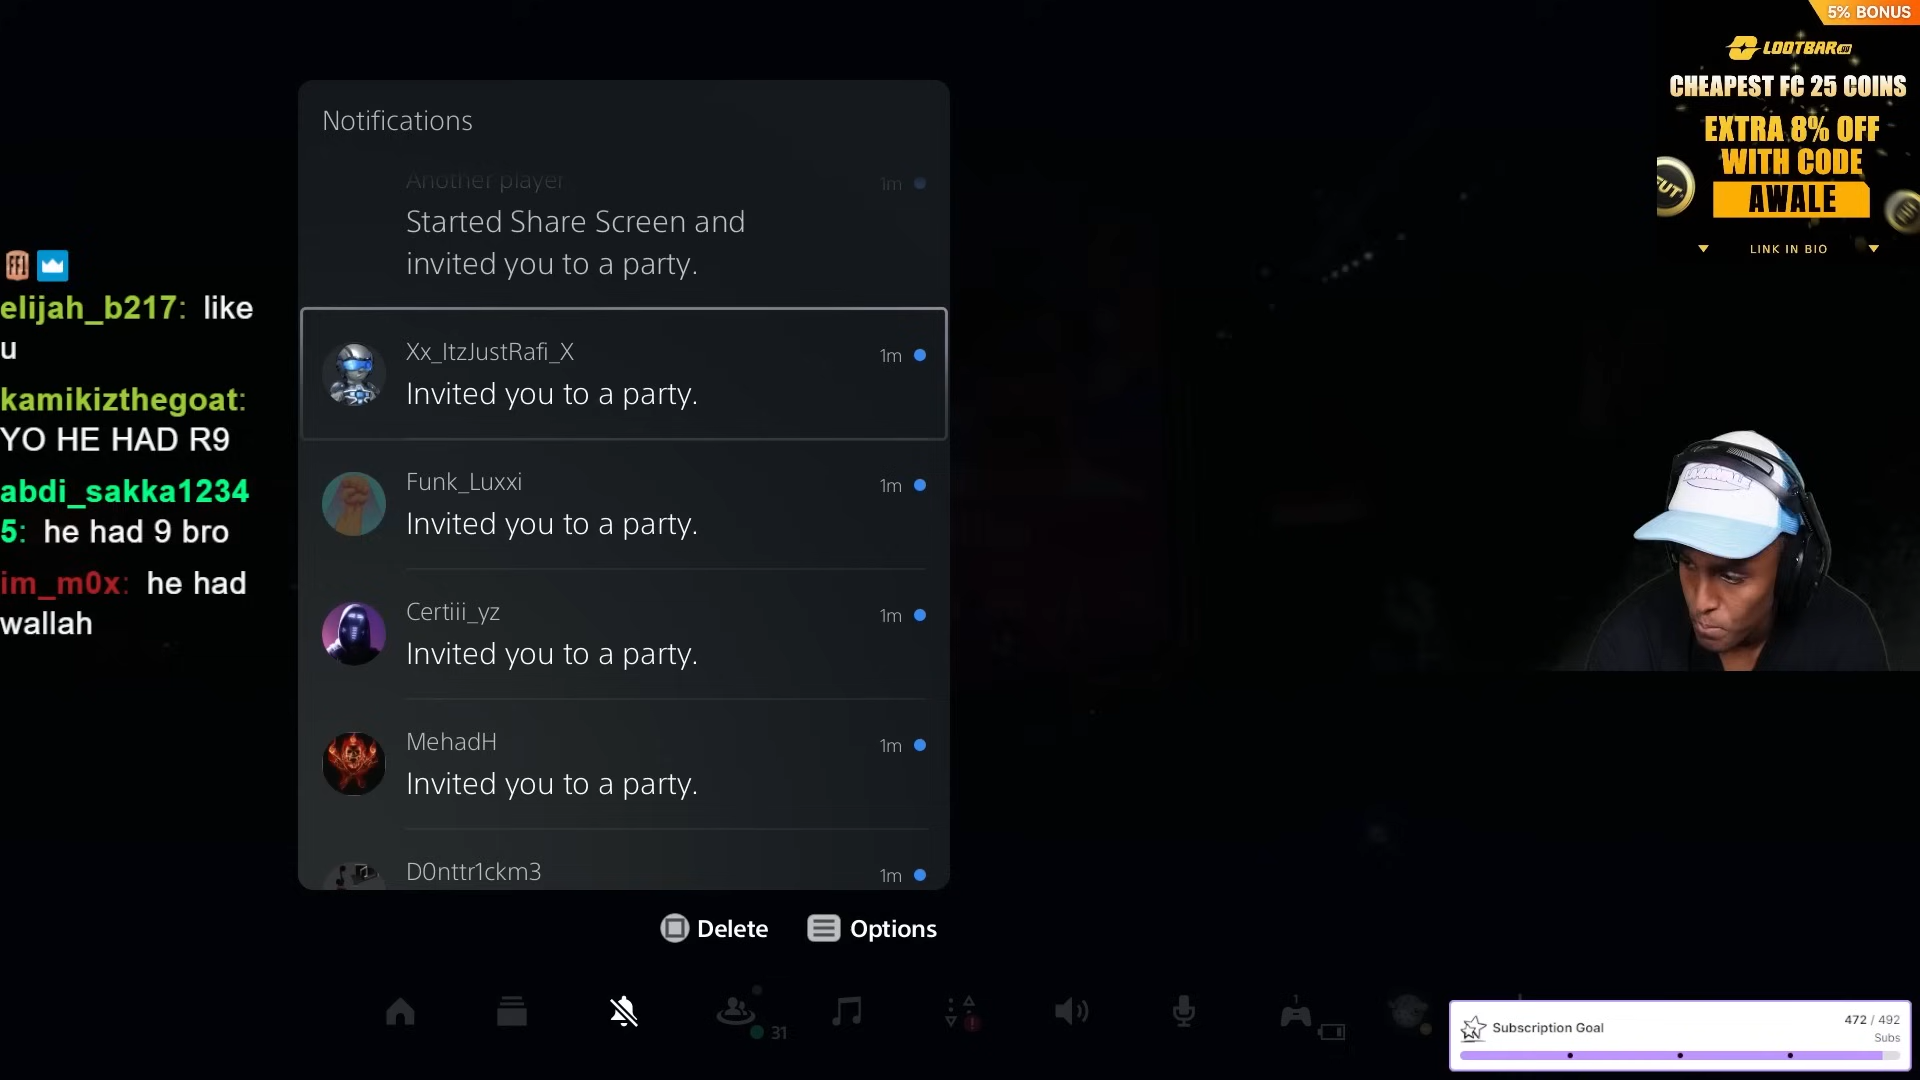 5% BONUS
LOOTBAR
CHEAPEST FC 25 COINS
EXTRA 8% OFF
WITH CODE
AWALE
LINK IN BIO
Notifications
Another player 1m
Started Share Screen and
invited you to a party.
Xx_ItzJustRafi_X 1m
Invited you to a party.
Funk_Luxxi 1m
Invited you to a party.
Certiii_yz 1m
Invited you to a party.
MehadH 1m
Invited you to a party.
D0nttr1ckm3 1m
Delete Options
elijah_b217: like
u
kamikizthegoat:
YO HE HAD R9
abdi_sakka1234
5: he had 9 bro
im_m0x: he had
wallah
31
1
Subscription Goal 472 / 492
Subs